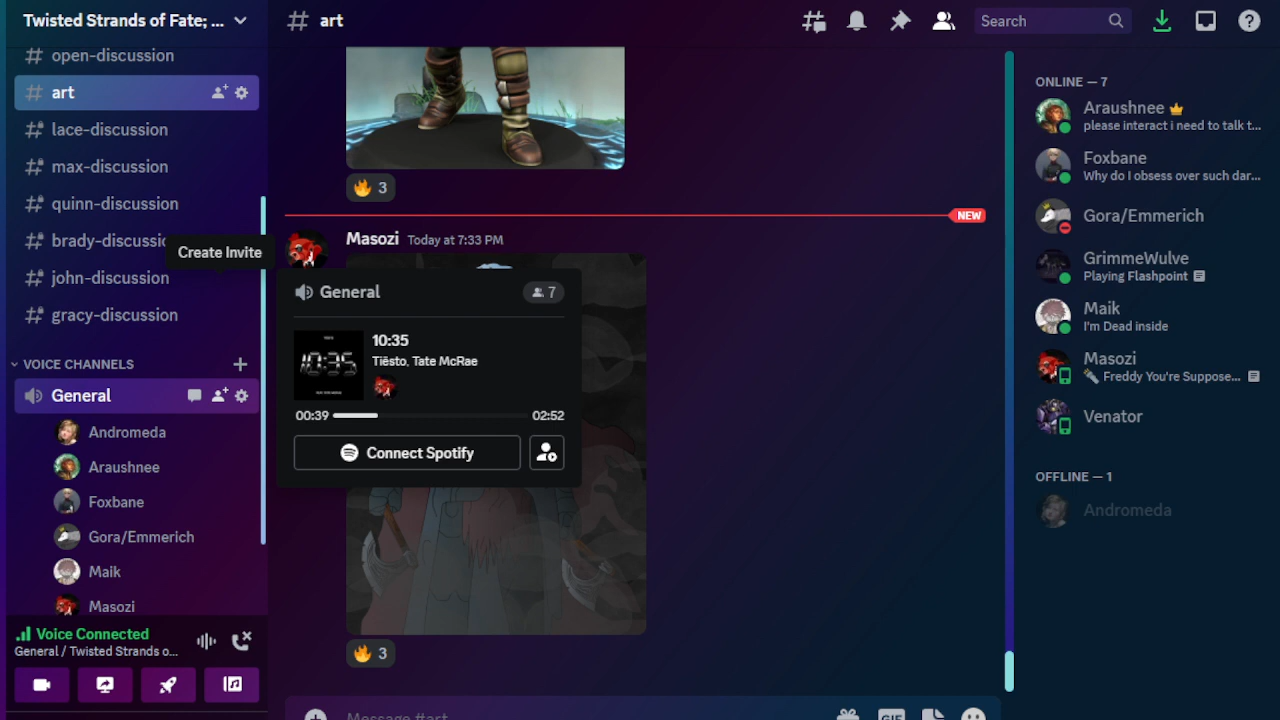 Twisted Strands of Fate; ...
open-discussion
art
lace-discussion
max-discussion
quinn-discussion
brady-discussio
Create Invite
john-discussion
gracy-discussion
VOICE CHANNELS
General
Andromeda
Araushnee
Foxbane
Gora/Emmerich
Maik
Masozi
Voice Connected
General / Twisted Strands o...
art
Search
3
NEW
Masozi Today at 7:33 PM
General
7
10:35
10:35
Tiësto, Tate McRae
00:39
02:52
Connect Spotify
3
Message #art
GIF
ONLINE — 7
Araushnee
please interact i need to talk t...
Foxbane
Why do I obsess over such dar...
Gora/Emmerich
GrimmeWulve
Playing Flashpoint
Maik
I'm Dead inside
Masozi
Freddy You're Suppose...
Venator
OFFLINE — 1
Andromeda